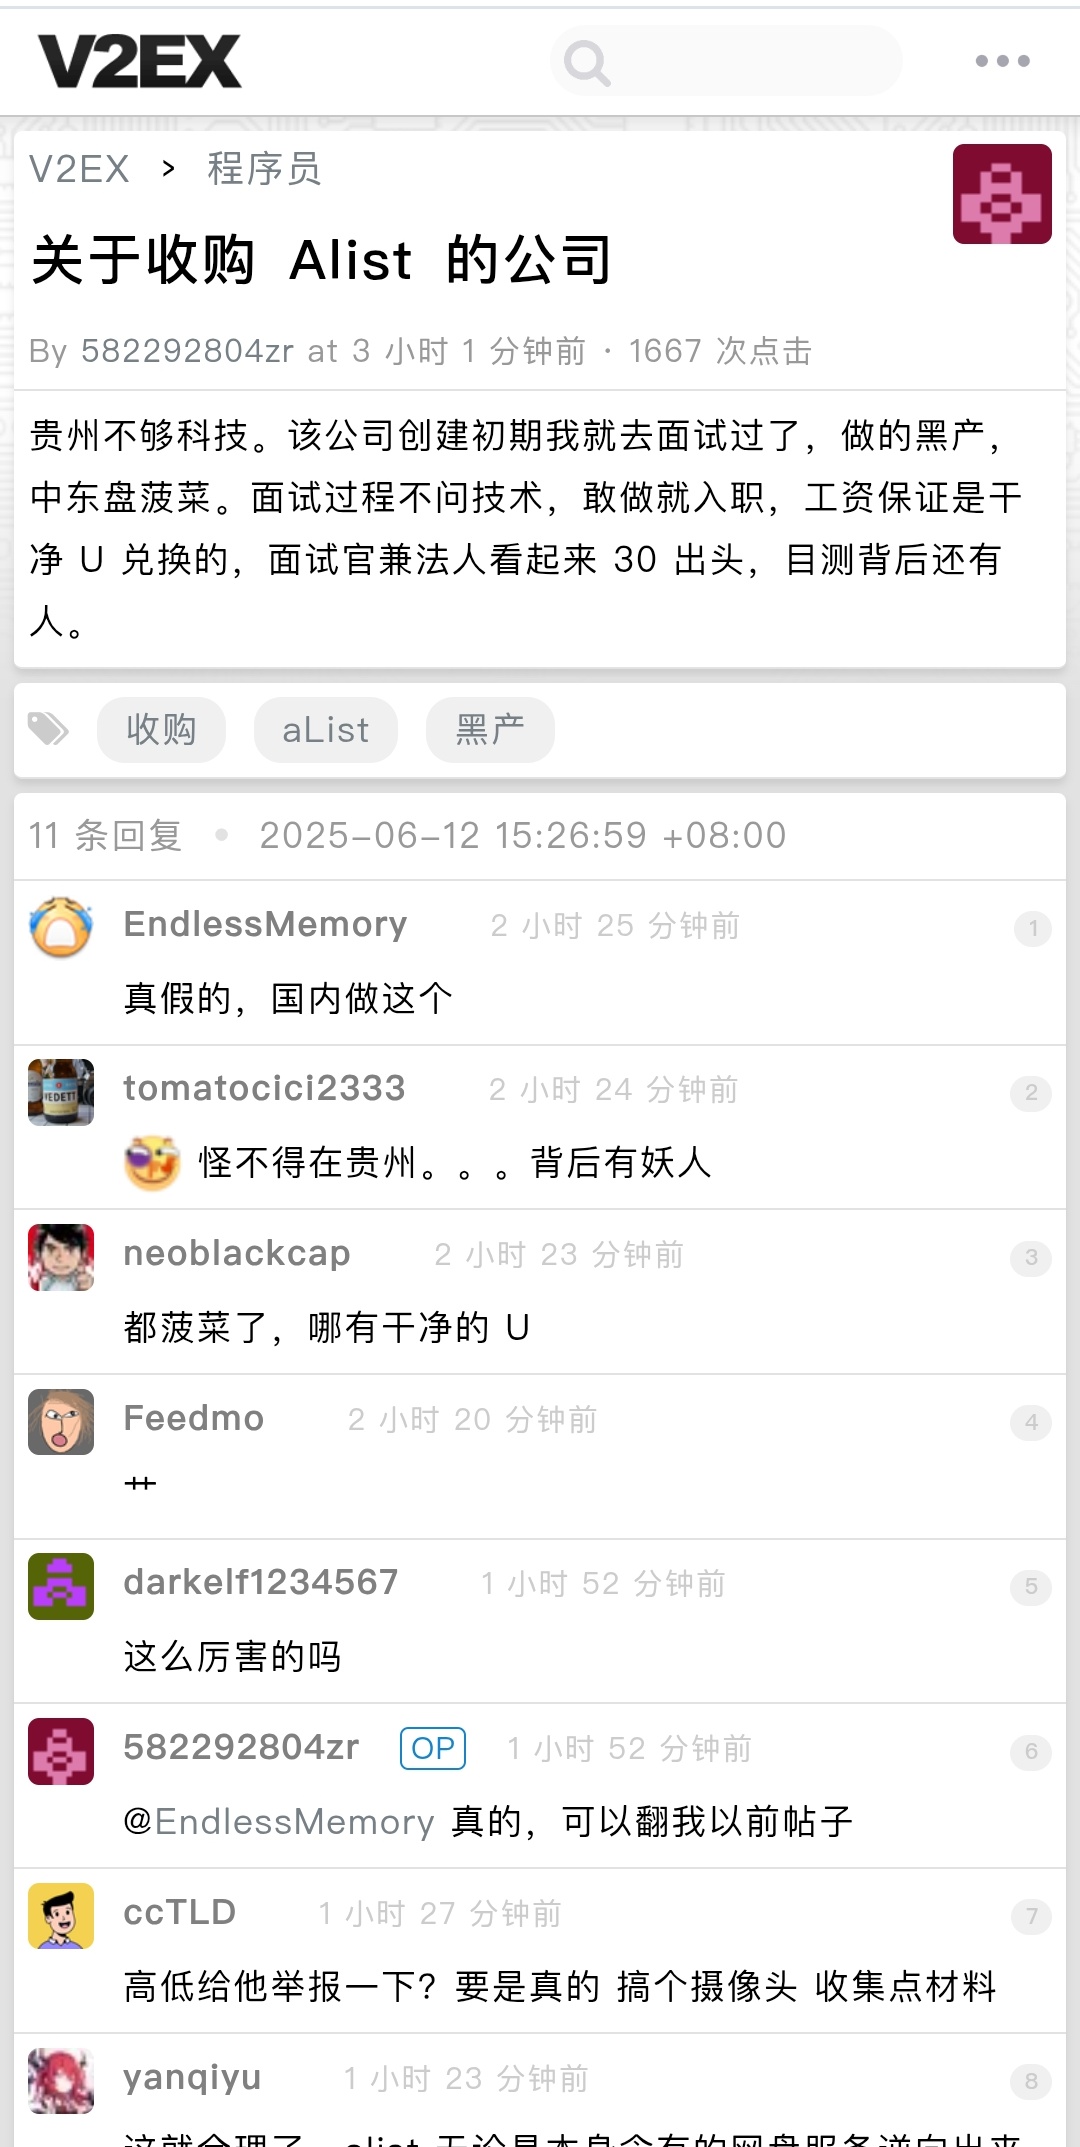 V2EX
V2EX › 程序员
关于收购 Alist 的公司
By 582292804zr at 3 小时 1 分钟前 · 1667 次点击
贵州不够科技。该公司创建初期我就去面试过了，做的黑产，
中东盘菠菜。面试过程不问技术，敢做就入职，工资保证是干
净 U 兑换的，面试官兼法人看起来 30 出头，目测背后还有
人。
收购 aList 黑产
11 条回复 • 2025-06-12 15:26:59 +08:00
EndlessMemory 2 小时 25 分钟前 1
真假的，国内做这个
tomatocici2333 2 小时 24 分钟前 2
怪不得在贵州。。。背后有妖人
neoblackcap 2 小时 23 分钟前 3
都菠菜了，哪有干净的 U
Feedmo 2 小时 20 分钟前 4
艹
darkelf1234567 1 小时 52 分钟前 5
这么厉害的吗
582292804zr OP 1 小时 52 分钟前 6
@EndlessMemory 真的，可以翻我以前帖子
ccTLD 1 小时 27 分钟前 7
高低给他举报一下？要是真的 搞个摄像头 收集点材料
yanqiyu 1 小时 23 分钟前 8